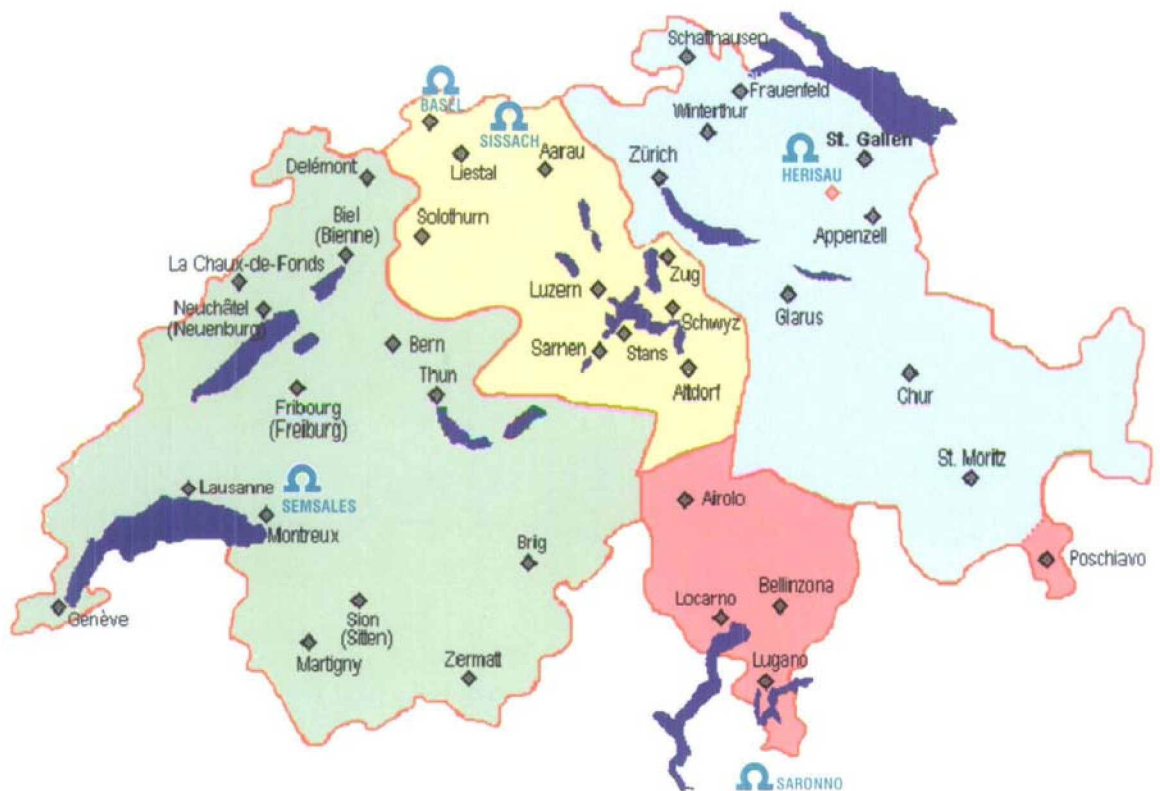 Schaffhausen
Frauenfeld
Ω
BASEL
Ω
SISSACH
Winterthur
Ω
HERISAU
St. Gallen
Aarau
Liestal
Zürich
Delémont
Appenzell
Solothurn
Biel
(Bienne)
La Chaux-de-Fonds
Zug
Luzern
Glarus
Neuchâtel
(Neuenburg)
Schwyz
Bern
Sarnen
Stans
Thun
Altdorf
Chur
Fribourg
(Freiburg)
St. Moritz
Lausanne
Ω
SEMSALES
Airolo
Montreux
Brig
Poschiavo
Bellinzona
Locarno
Genève
Sion
(Sitten)
Martigny
Zermatt
Lugano
Ω
SARONNO